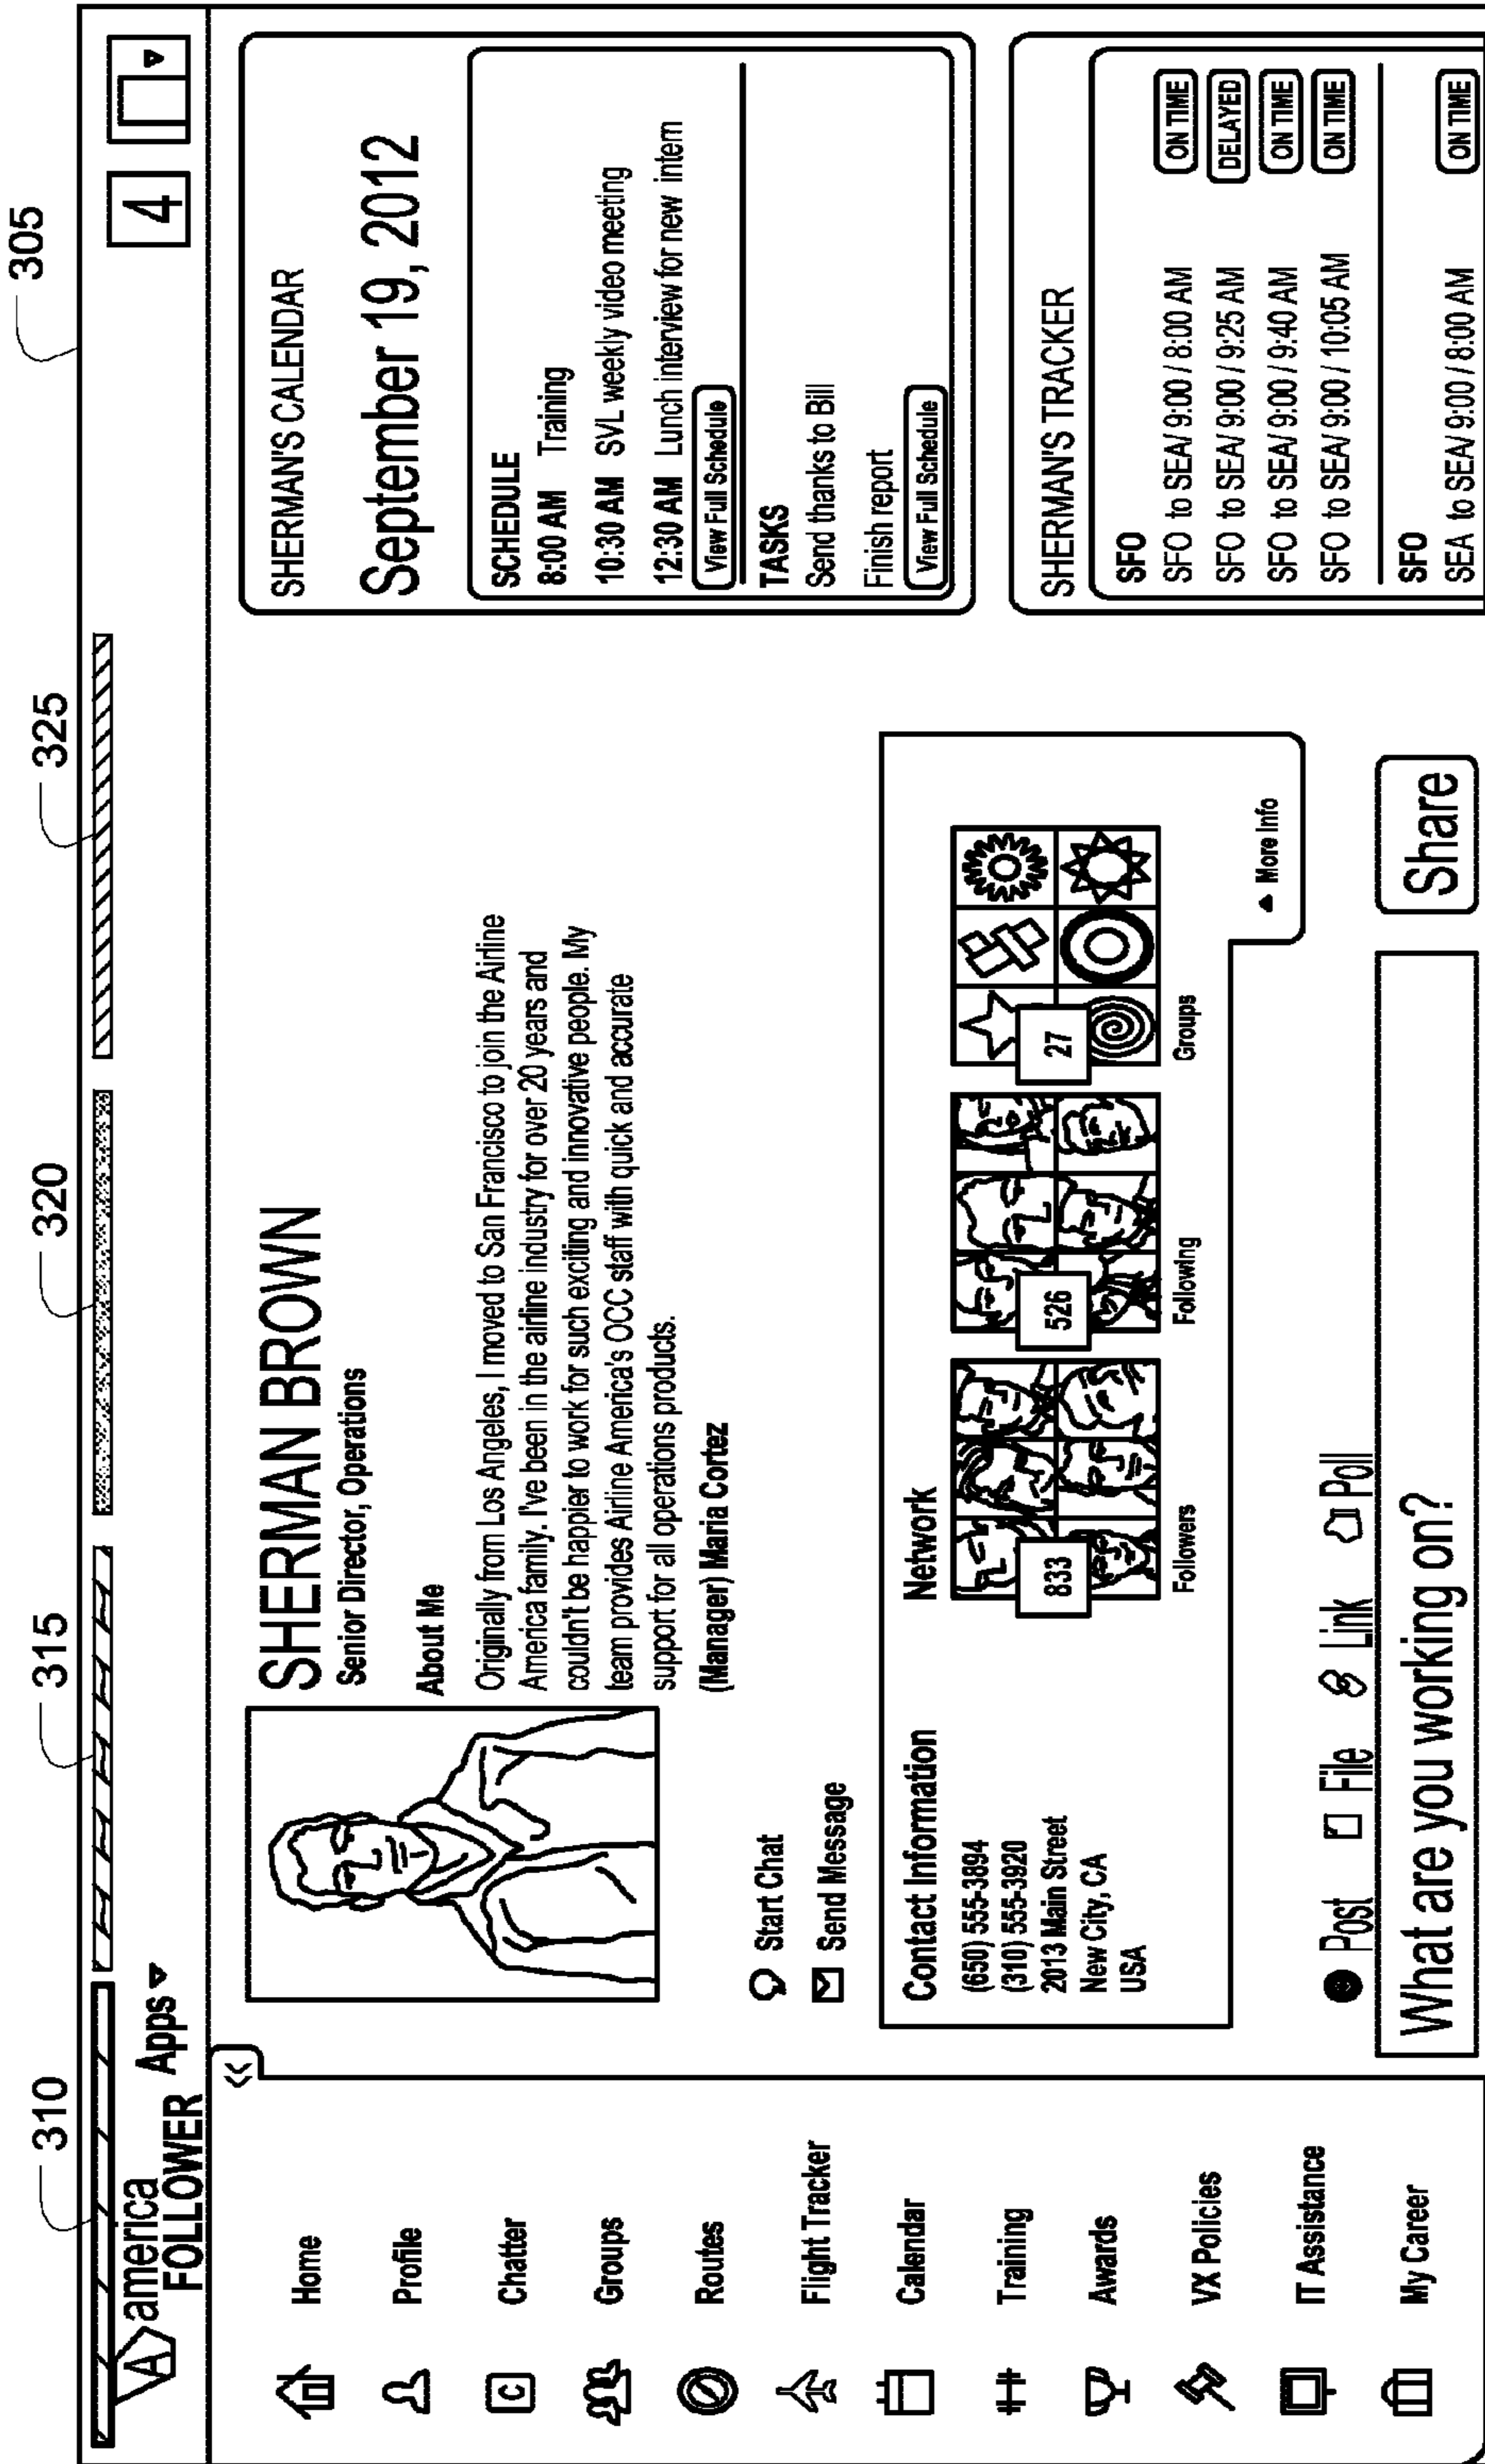 305
310
315
320
325
A america
FOLLOWER
Apps
4
Home
Profile
C Chatter
Groups
Routes
Flight Tracker
Calendar
Training
Awards
VX Policies
IT Assistance
My Career
<<
SHERMAN BROWN
Senior Director, Operations
About Me
Originally from Los Angeles, I moved to San Francisco to join the Airline
America family. I've been in the airline industry for over 20 years and
couldn't be happier to work for such exciting and innovative people. My
team provides Airline America's OCC staff with quick and accurate
support for all operations products.
(Manager) Maria Cortez
Start Chat
Send Message
Contact Information
(650) 555-3894
(310) 555-3920
2013 Main Street
New City, CA
USA
Network
833
Followers
526
Following
27
Groups
More Info
Post File Link Poll
What are you working on?
Share
SHERMAN'S CALENDAR
September 19, 2012
SCHEDULE
8:00 AM Training
10:30 AM SVL weekly video meeting
12:30 AM Lunch interview for new intern
View Full Schedule
TASKS
Send thanks to Bill
Finish report
View Full Schedule
SHERMAN'S TRACKER
SFO
SFO to SEA/ 9:00 / 8:00 AM ON TIME
SFO to SEA/ 9:00 / 9:25 AM DELAYED
SFO to SEA/ 9:00 / 9:40 AM ON TIME
SFO to SEA/ 9:00 / 10:05 AM ON TIME
SFO
SEA to SEA/ 9:00 / 8:00 AM ON TIME